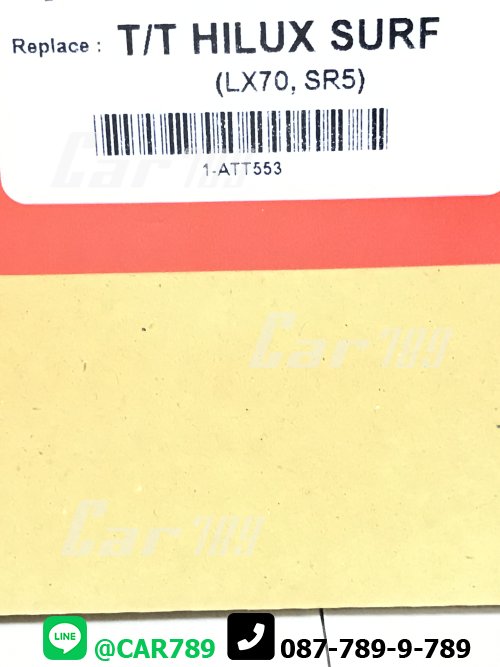 Replace : T/T HILUX SURF
(LX70, SR5)
1-ATT553
Car 789
Car 789
Car 789
LINE @CAR789 087-789-9-789